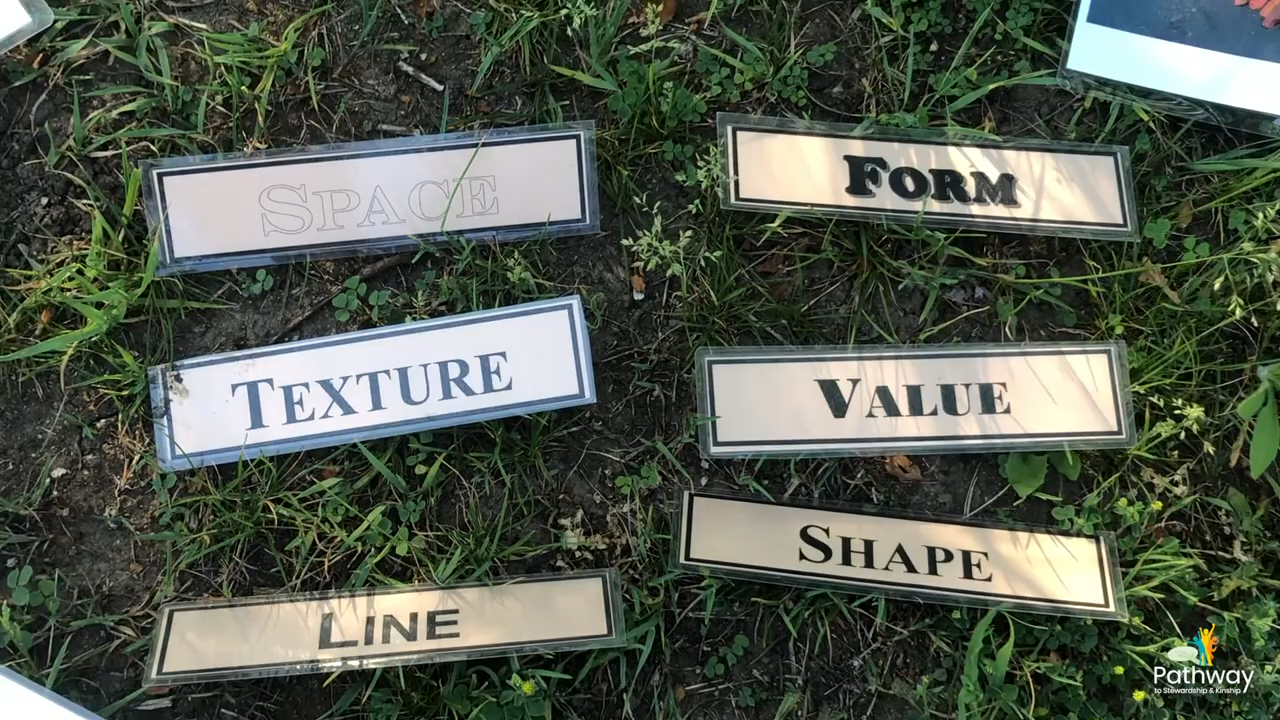 SPACE
FORM
TEXTURE
VALUE
SHAPE
LINE
Pathway
to Stewardship & Kinship